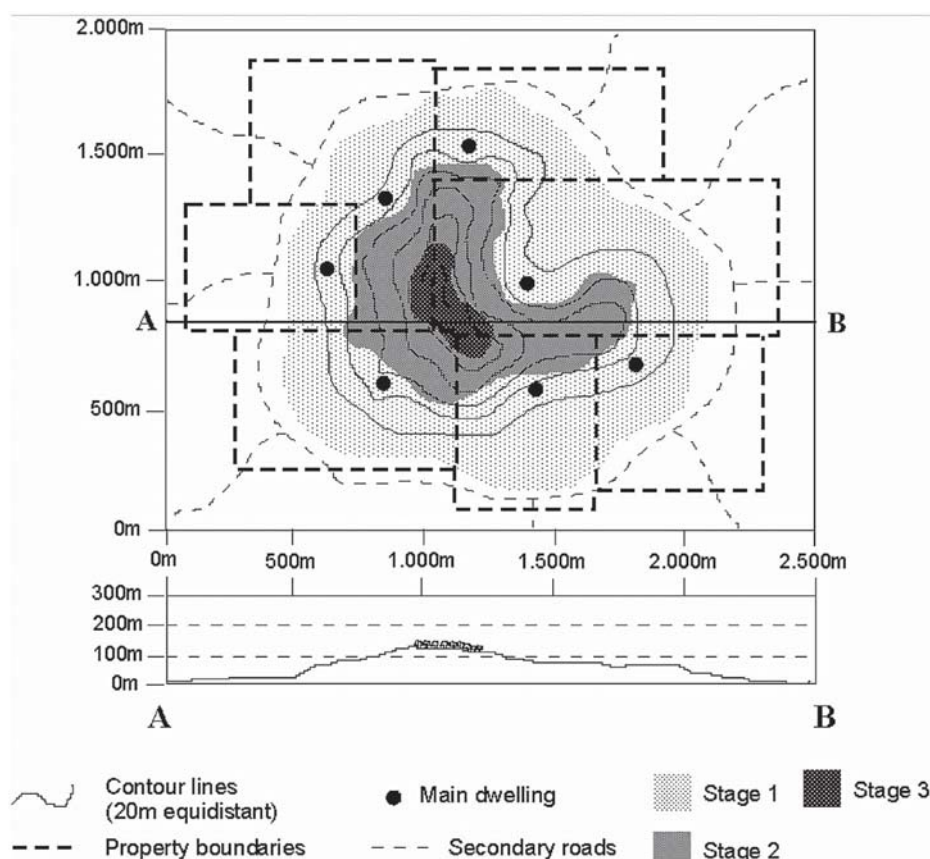 2.000m
1.500m
1.000m
A
B
500m
0m
0m
500m
1.000m
1.500m
2.000m
2.500m
300m
200m
100m
0m
A
B
Contour lines
(20m equidistant)
Main dwelling
Stage 1
Stage 3
Property boundaries
Secondary roads
Stage 2